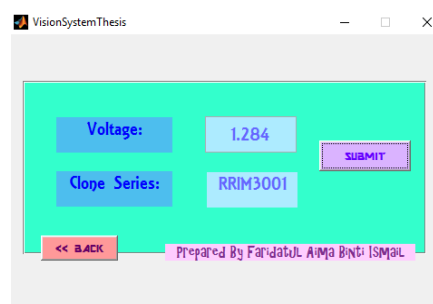 VisionSystemThesis
Voltage:
1.284
SUBMIT
Clone Series:
RRIM3001
<< BACK
Prepared By Faridatul Aima Binti Ismail